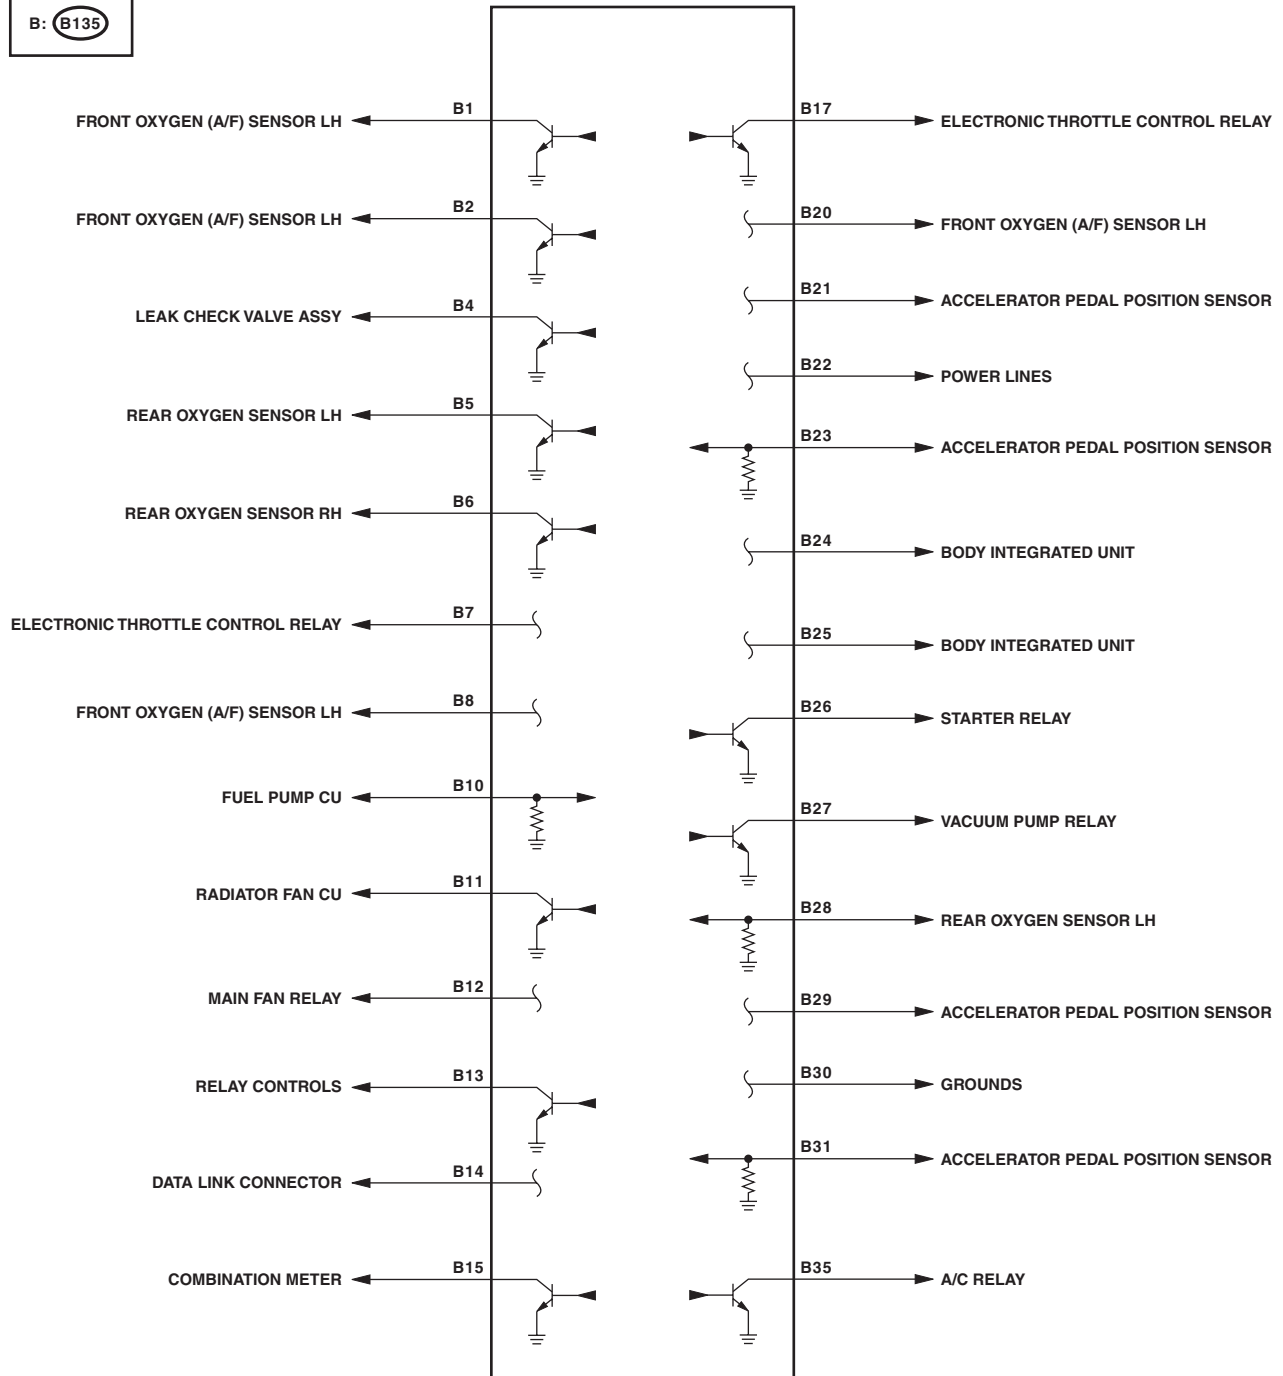 B: B135
B1
FRONT OXYGEN (A/F) SENSOR LH
B2
FRONT OXYGEN (A/F) SENSOR LH
B4
LEAK CHECK VALVE ASSY
B5
REAR OXYGEN SENSOR LH
B6
REAR OXYGEN SENSOR RH
B7
ELECTRONIC THROTTLE CONTROL RELAY
B8
FRONT OXYGEN (A/F) SENSOR LH
B10
FUEL PUMP CU
B11
RADIATOR FAN CU
B12
MAIN FAN RELAY
B13
RELAY CONTROLS
B14
DATA LINK CONNECTOR
B15
COMBINATION METER
B17
ELECTRONIC THROTTLE CONTROL RELAY
B20
FRONT OXYGEN (A/F) SENSOR LH
B21
ACCELERATOR PEDAL POSITION SENSOR
B22
POWER LINES
B23
ACCELERATOR PEDAL POSITION SENSOR
B24
BODY INTEGRATED UNIT
B25
BODY INTEGRATED UNIT
B26
STARTER RELAY
B27
VACUUM PUMP RELAY
B28
REAR OXYGEN SENSOR LH
B29
ACCELERATOR PEDAL POSITION SENSOR
B30
GROUNDS
B31
ACCELERATOR PEDAL POSITION SENSOR
B35
A/C RELAY